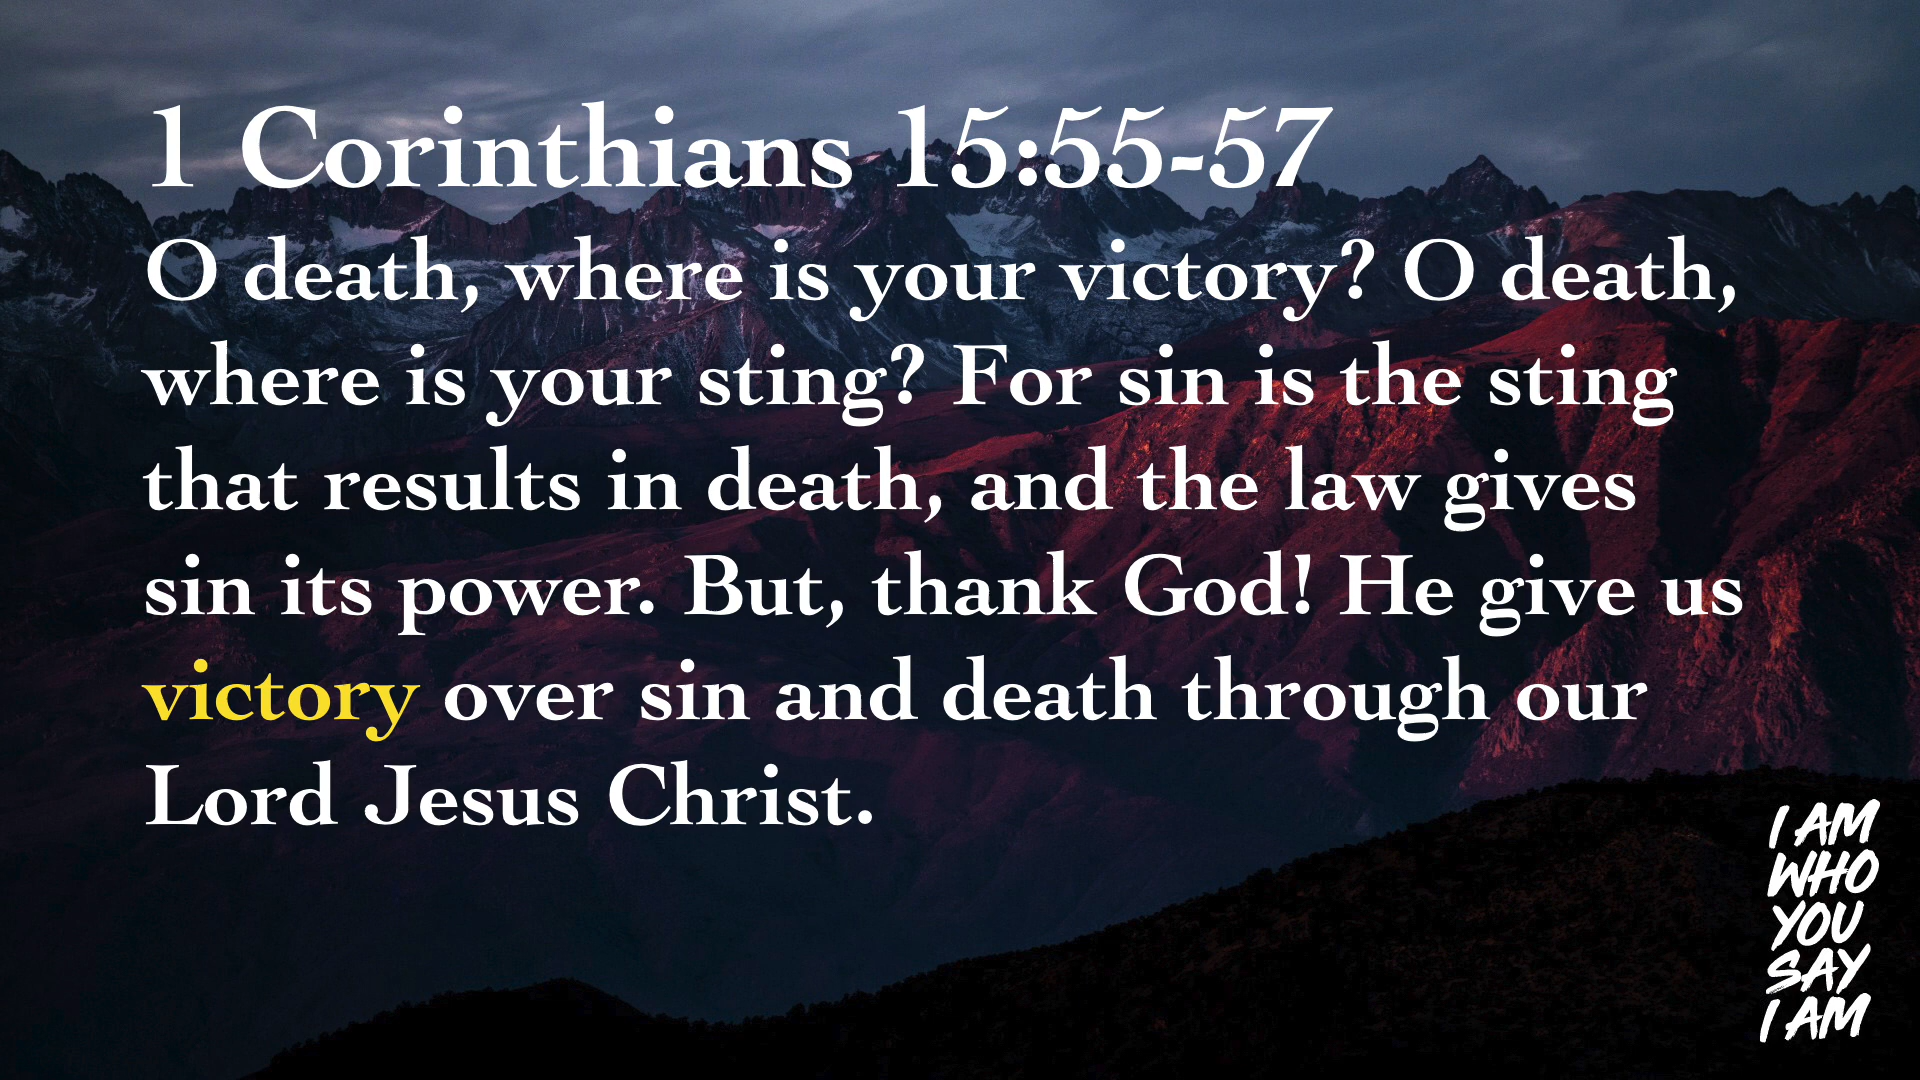 1 Corinthians 15:55-57
O death, where is your victory? O death,
where is your sting? For sin is the sting
that results in death, and the law gives
sin its power. But, thank God! He give us
victory over sin and death through our
Lord Jesus Christ.
I AM
WHO
YOU
SAY
I AM